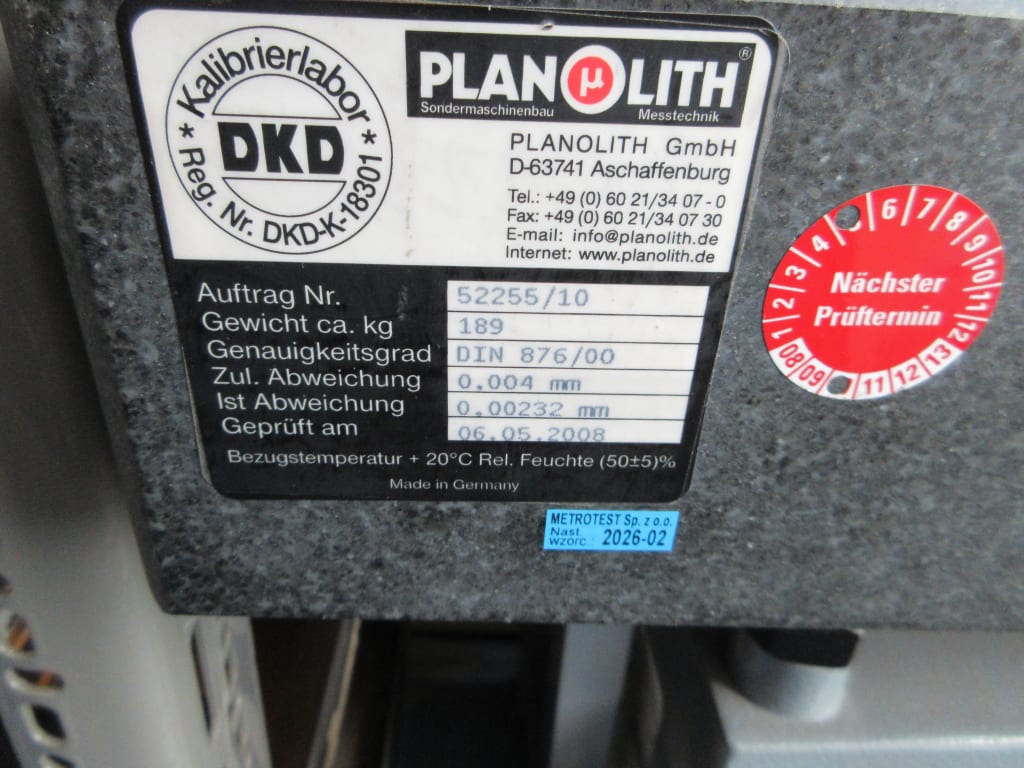 * Kalibrierlabor *
DKD
Reg. Nr. DKD-K-18301
PLANOLITH ®
µ
Sondermaschinenbau Messtechnik
PLANOLITH GmbH
D-63741 Aschaffenburg
Tel.: +49 (0) 60 21/34 07 - 0
Fax: +49 (0) 60 21/34 07 30
E-mail: info@planolith.de
Internet: www.planolith.de
Auftrag Nr. 52255/10
Gewicht ca. kg 189
Genauigkeitsgrad DIN 876/00
Zul. Abweichung 0.004 mm
Ist Abweichung 0.00232 mm
Geprüft am 06.05.2008
Bezugstemperatur + 20°C Rel. Feuchte (50±5)%
Made in Germany
1 2 3 4 6 7 8 9 10 11 12
Nächster
Prüftermin
08 09 11 12 13
METROTEST Sp. z o.o.
Nast.
wzorc.: 2026-02